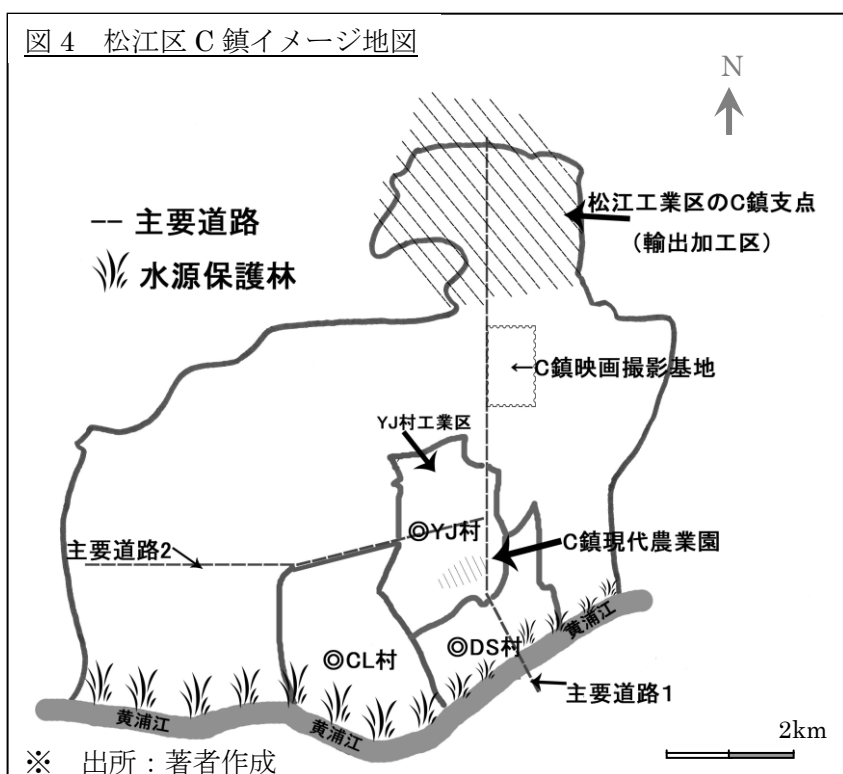 図 4 松江区 C 鎮イメージ地図
N
松江工業区のC鎮支点
(輸出加工区)
-- 主要道路
水源保護林
←C鎮映画撮影基地
YJ村工業区
◎YJ村
主要道路2
C鎮現代農業園
◎CL村
◎DS村
黄浦江
主要道路1
黄浦江
黄浦江
2km
※ 出所:著者作成